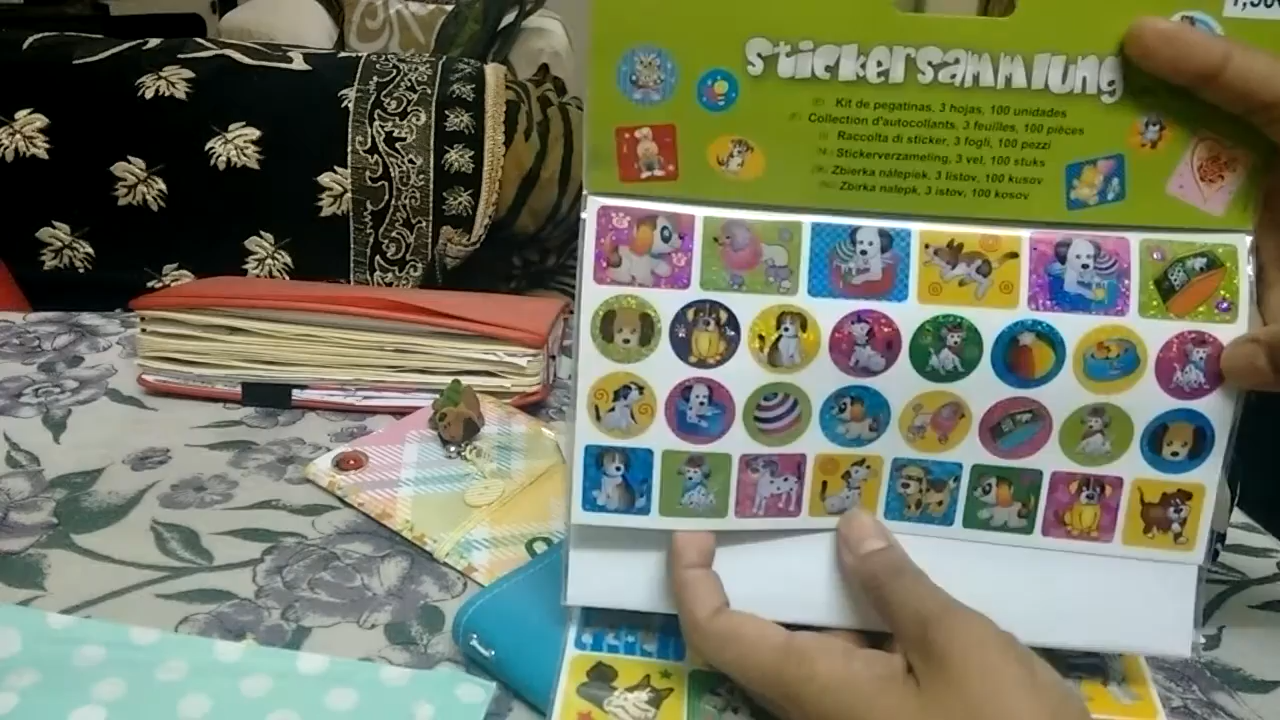 Stickersammlung
Kit de pegatinas, 3 hojas, 100 unidades
Collection d'autocollants, 3 feuilles, 100 pièces
Raccolta di sticker, 3 fogli, 100 pezzi
Stickerverzameling, 3 vel, 100 stuks
Zbierka nálepiek, 3 listov, 100 kusov
Zbirka nalepk, 3 istov, 100 kosov